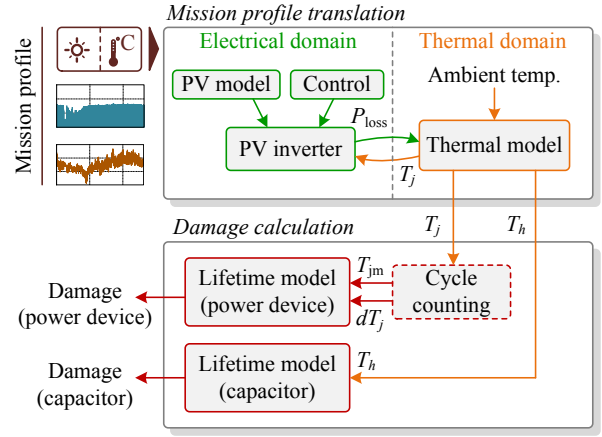 Mission profile translation
Mission profile
°C
Electrical domain
Thermal domain
PV model
Control
Ambient temp.
P_loss
PV inverter
Thermal model
T_j
T_j
T_h
Damage calculation
Damage
(power device)
Lifetime model
(power device)
T_jm
dT_j
Cycle
counting
Damage
(capacitor)
Lifetime model
(capacitor)
T_h